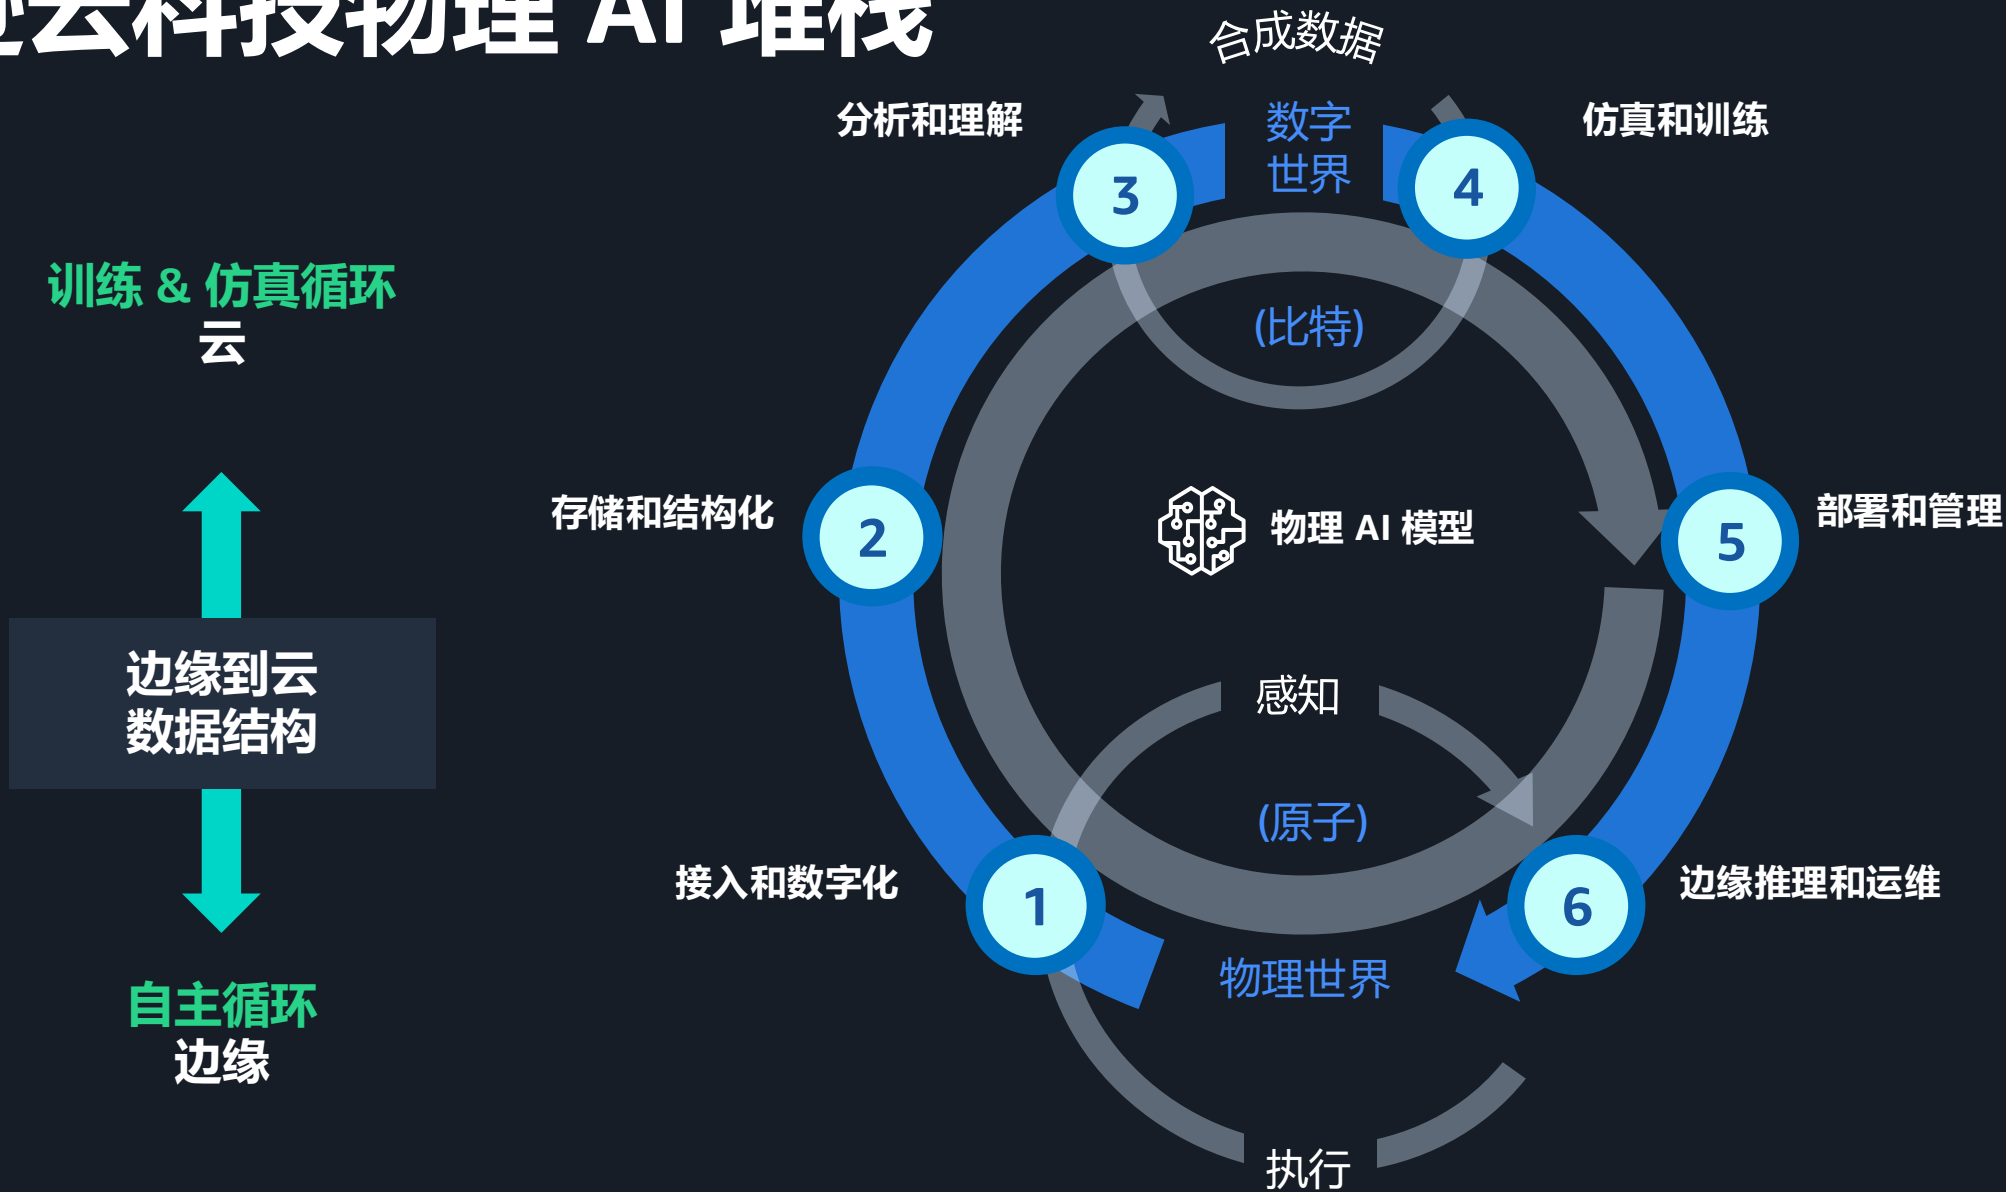 云科技物理 AI 堆栈
合成数据
分析和理解
数字
世界
仿真和训练
3
4
训练 & 仿真循环
云
(比特)
存储和结构化
2
物理 AI 模型
5
部署和管理
边缘到云
数据结构
感知
(原子)
接入和数字化
1
6
边缘推理和运维
物理世界
自主循环
边缘
执行